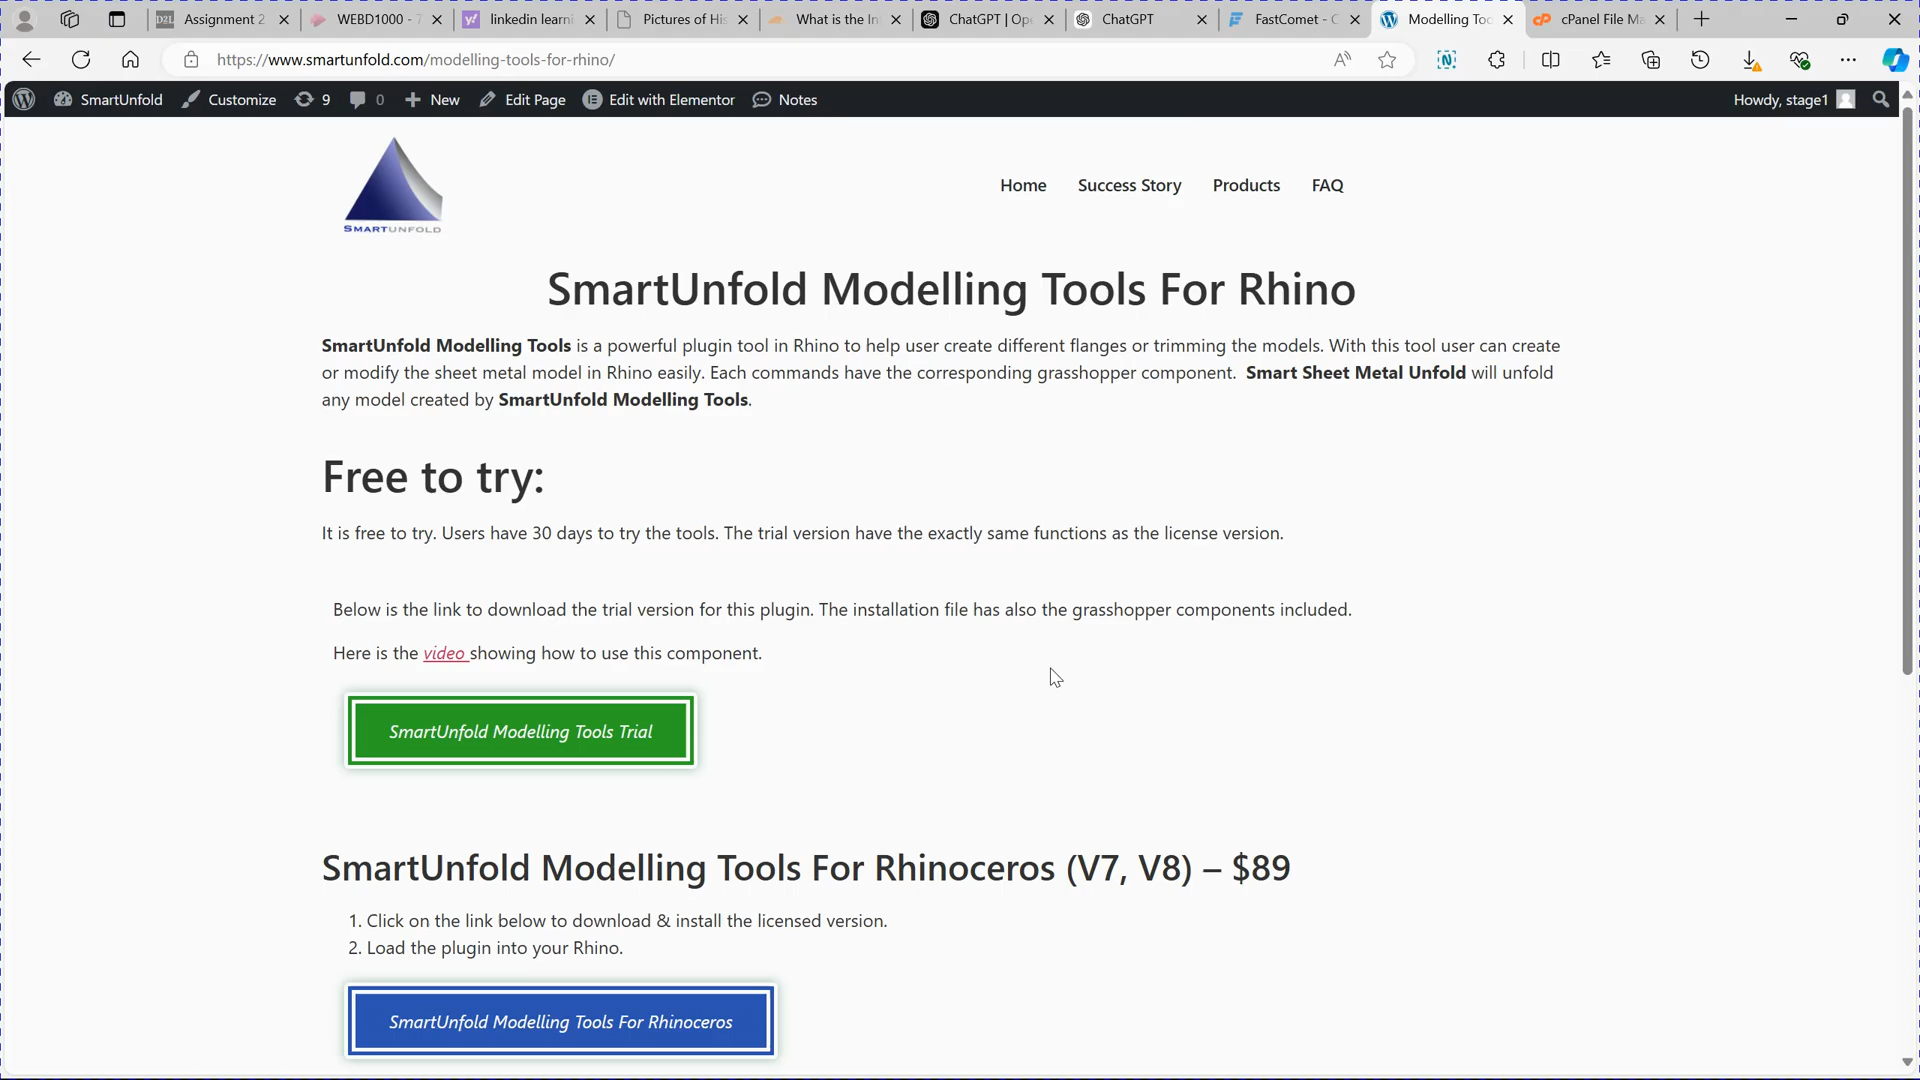 Assignment 2
WEBD1000 - 7
linkedin learni
Pictures of His
What is the In
ChatGPT | Ope
ChatGPT
FastComet - C
Modelling Too
cPanel File Ma
https://www.smartunfold.com/modelling-tools-for-rhino/
SmartUnfold Customize 9 0 New Edit Page Edit with Elementor Notes Howdy, stage1
SMARTUNFOLD
Home Success Story Products FAQ
SmartUnfold Modelling Tools For Rhino
SmartUnfold Modelling Tools is a powerful plugin tool in Rhino to help user create different flanges or trimming the models. With this tool user can create
or modify the sheet metal model in Rhino easily. Each commands have the corresponding grasshopper component. Smart Sheet Metal Unfold will unfold
any model created by SmartUnfold Modelling Tools.
Free to try:
It is free to try. Users have 30 days to try the tools. The trial version have the exactly same functions as the license version.
Below is the link to download the trial version for this plugin. The installation file has also the grasshopper components included.
Here is the video showing how to use this component.
SmartUnfold Modelling Tools Trial
SmartUnfold Modelling Tools For Rhinoceros (V7, V8) – $89
1. Click on the link below to download & install the licensed version.
2. Load the plugin into your Rhino.
SmartUnfold Modelling Tools For Rhinoceros